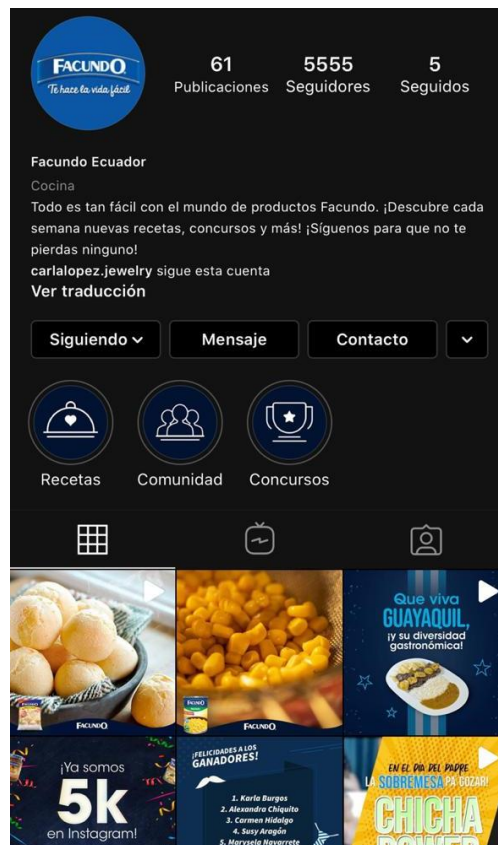 FACUNDO
Te hace la vida fácil
61
Publicaciones
5555
Seguidores
5
Seguidos
Facundo Ecuador
Cocina
Todo es tan fácil con el mundo de productos Facundo. ¡Descubre cada
semana nuevas recetas, concursos y más! ¡Síguenos para que no te
pierdas ninguno!
carlalopez.jewelry sigue esta cuenta
Ver traducción
Siguiendo
Mensaje
Contacto
Recetas
Comunidad
Concursos
FACUNDO
FACUNDO
FACUNDO
Que viva
GUAYAQUIL,
¡y su diversidad
gastronómica!
¡Ya somos
5k
en Instagram!
¡FELICIDADES A LOS
GANADORES!
1. Karla Burgos
2. Alexandra Chiquito
3. Carmen Hidalgo
4. Susy Aragón
5. Marysela Navarrete
EN EL DIA DEL PADRE
LA SOBREMESA PA GOZAR!
CHICHA
POWER